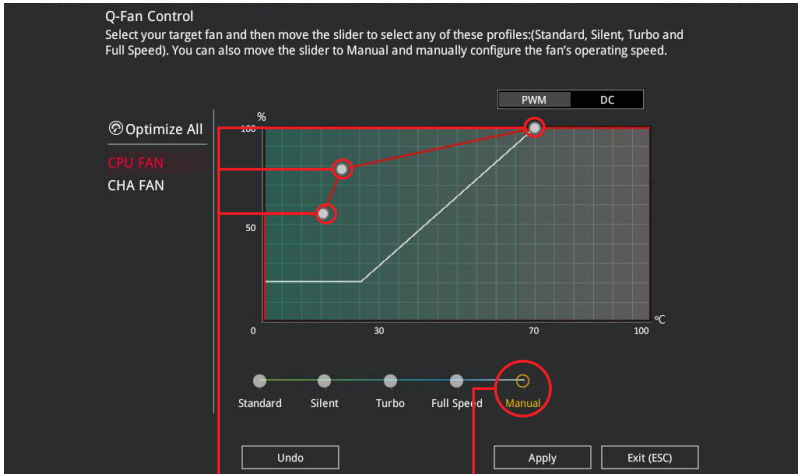 Q-Fan Control
Select your target fan and then move the slider to select any of these profiles:(Standard, Silent, Turbo and
Full Speed). You can also move the slider to Manual and manually configure the fan's operating speed.
PWM DC
Optimize All
CPU FAN
CHA FAN
%
100
50
0 30 70 100
ºC
Standard Silent Turbo Full Speed Manual
Undo Apply Exit (ESC)